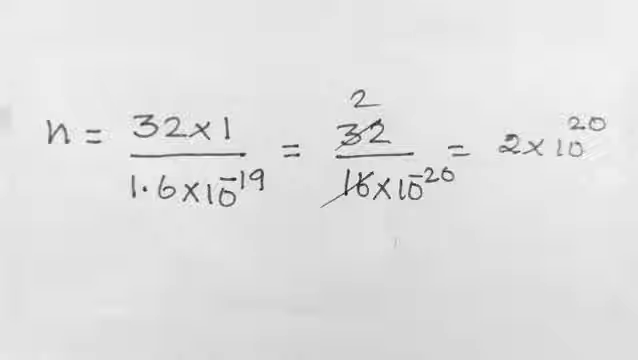 n = 32×1 / 1.6×10⁻¹⁹ = 2 32 / 16×10⁻²⁰ = 2×10²⁰